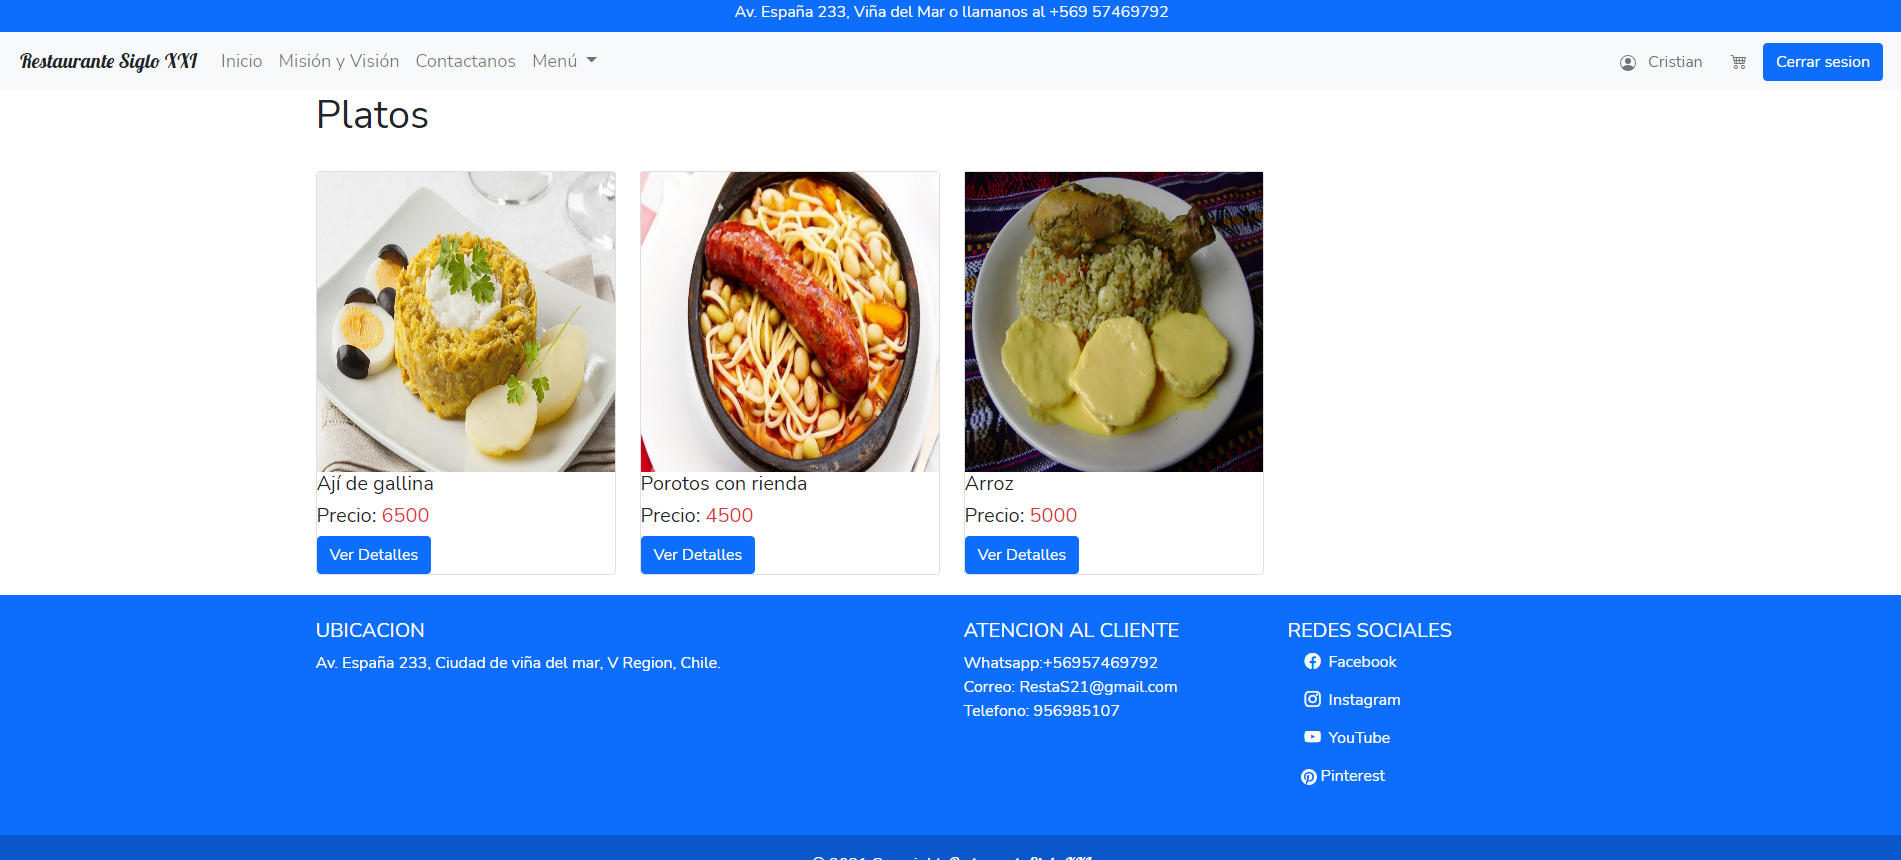 Av. España 233, Viña del Mar o llamanos al +569 57469792
Restaurante Siglo XXI Inicio Misión y Visión Contactanos Menú Cristian Cerrar sesion
Platos
Ají de gallina
Precio: 6500
Ver Detalles
Porotos con rienda
Precio: 4500
Ver Detalles
Arroz
Precio: 5000
Ver Detalles
UBICACION
Av. España 233, Ciudad de viña del mar, V Region, Chile.
ATENCION AL CLIENTE
Whatsapp:+56957469792
Correo: RestaS21@gmail.com
Telefono: 956985107
REDES SOCIALES
Facebook
Instagram
YouTube
Pinterest